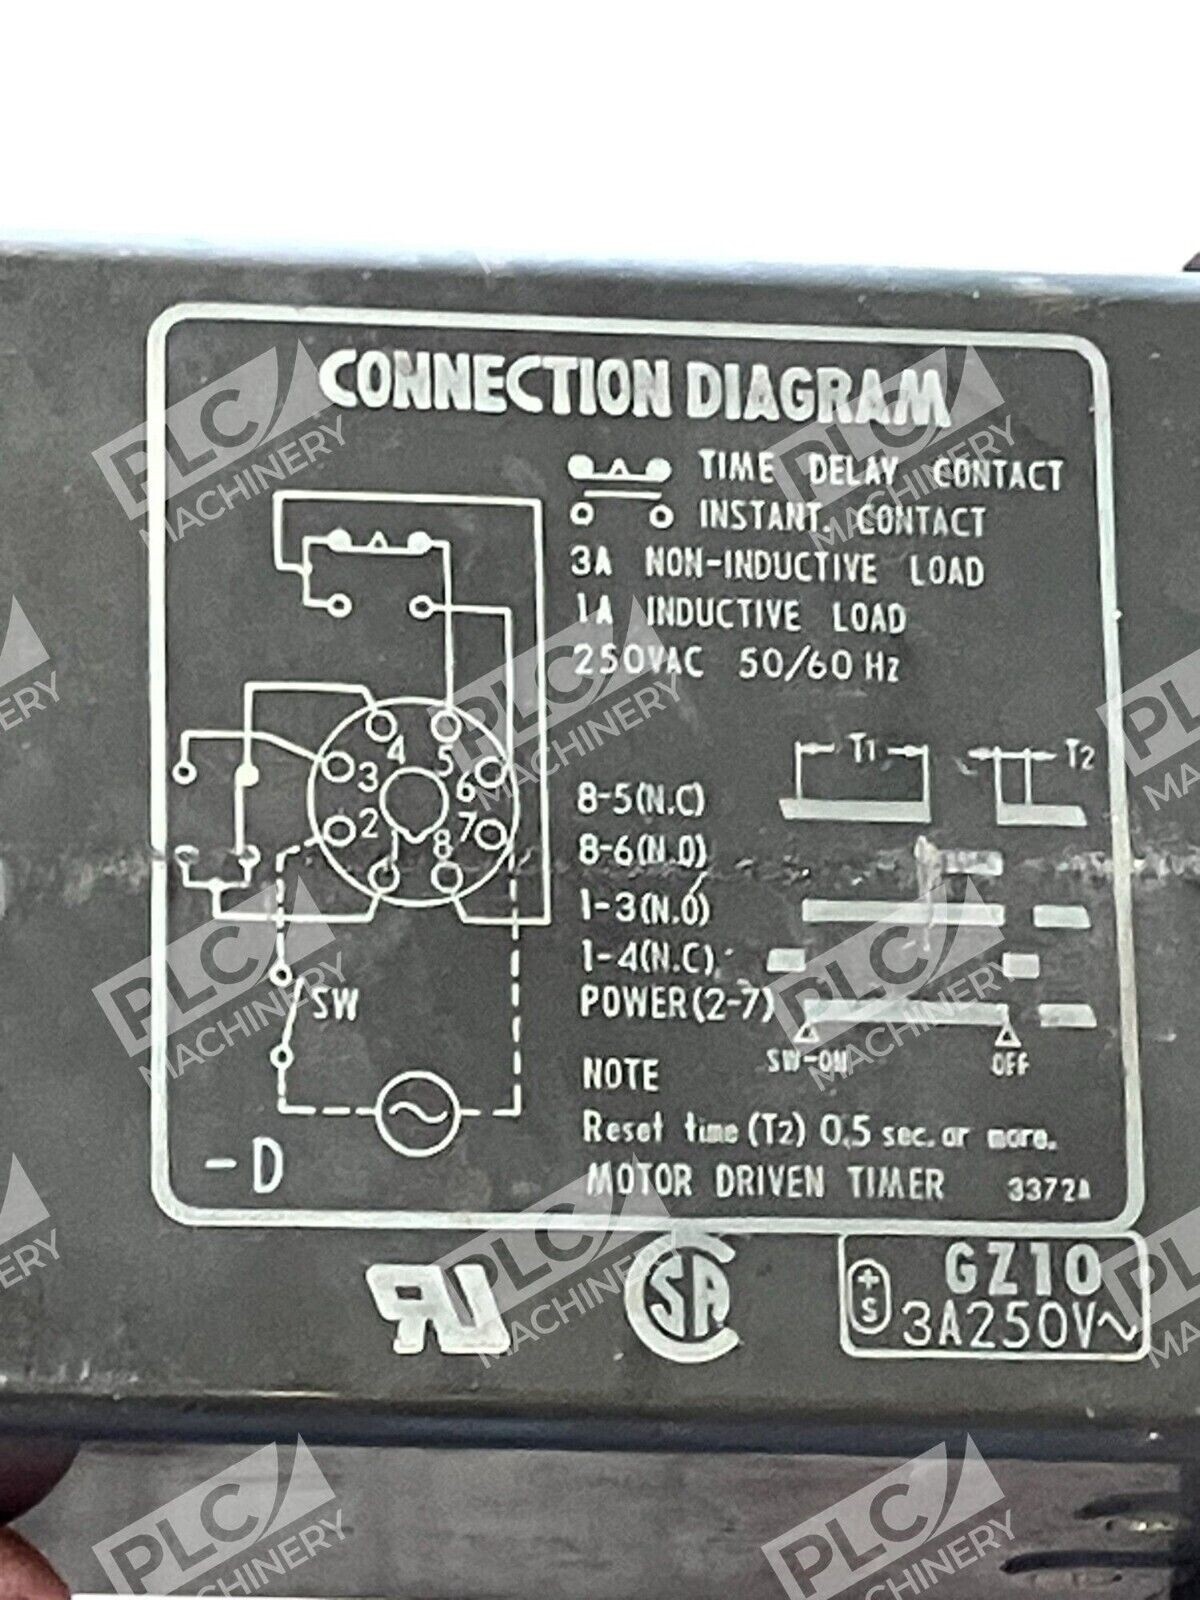 CONNECTION DIAGRAM
TIME DELAY CONTACT
INSTANT. CONTACT
3A NON-INDUCTIVE LOAD
1A INDUCTIVE LOAD
250VAC 50/60 Hz
4 5
3 6
2 7
8
SW
-D
T1 T2
8-5(N.C)
8-6(N.O)
1-3(N.O)
1-4(N.C)
POWER(2-7)
SW-ON OFF
NOTE
Reset time (T2) 0.5 sec. or more.
MOTOR DRIVEN TIMER 3372A
SA
+S GZ10
3A250V~
PLC MACHINERY